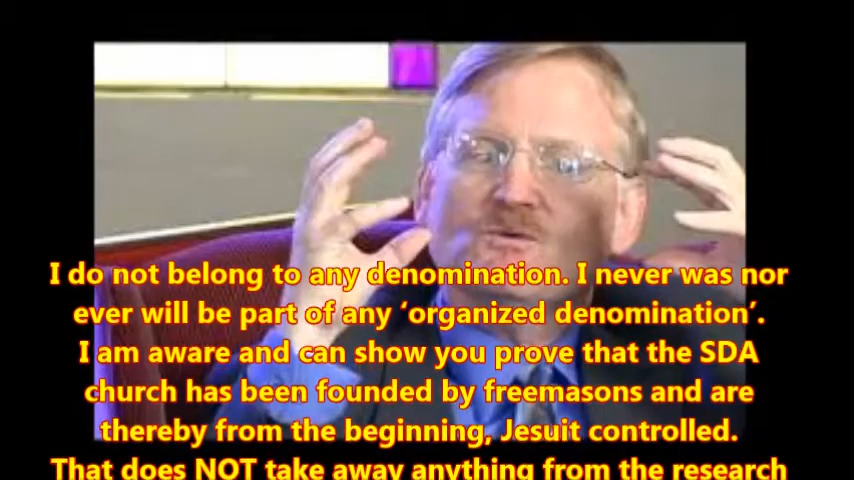 I do not belong to any denomination. I never was nor
ever will be part of any ‘organized denomination’.
I am aware and can show you prove that the SDA
church has been founded by freemasons and are
thereby from the beginning, Jesuit controlled.
That does NOT take away anything from the research